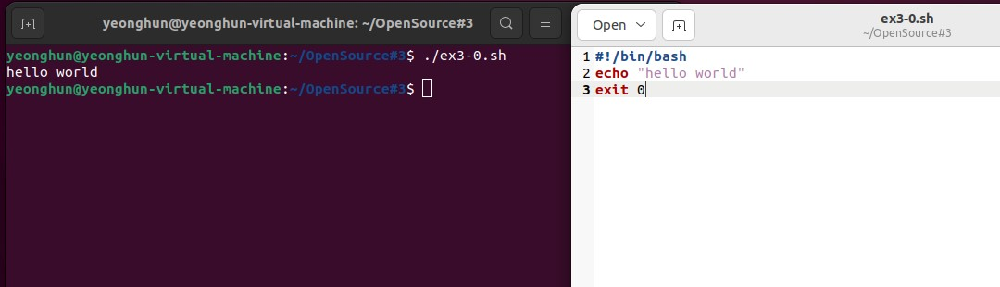 yeonghun@yeonghun-virtual-machine: ~/OpenSource#3
yeonghun@yeonghun-virtual-machine:~/OpenSource#3$ ./ex3-0.sh
hello world
yeonghun@yeonghun-virtual-machine:~/OpenSource#3$
Open
ex3-0.sh
~/OpenSource#3
1 #!/bin/bash
2 echo "hello world"
3 exit 0